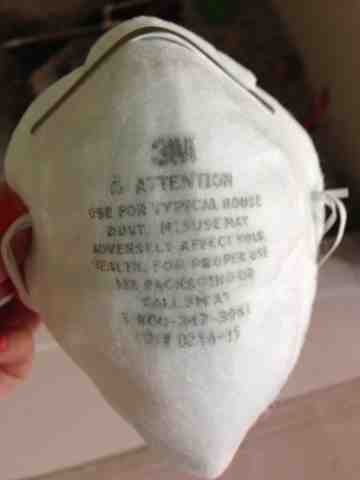 3M
ATTENTION
USE FOR TYPICAL HOUSE
DUST. MISUSE MAY
ADVERSELY AFFECT YOUR
HEALTH. FOR PROPER USE
SEE PACKAGING OR
CALL 3M AT